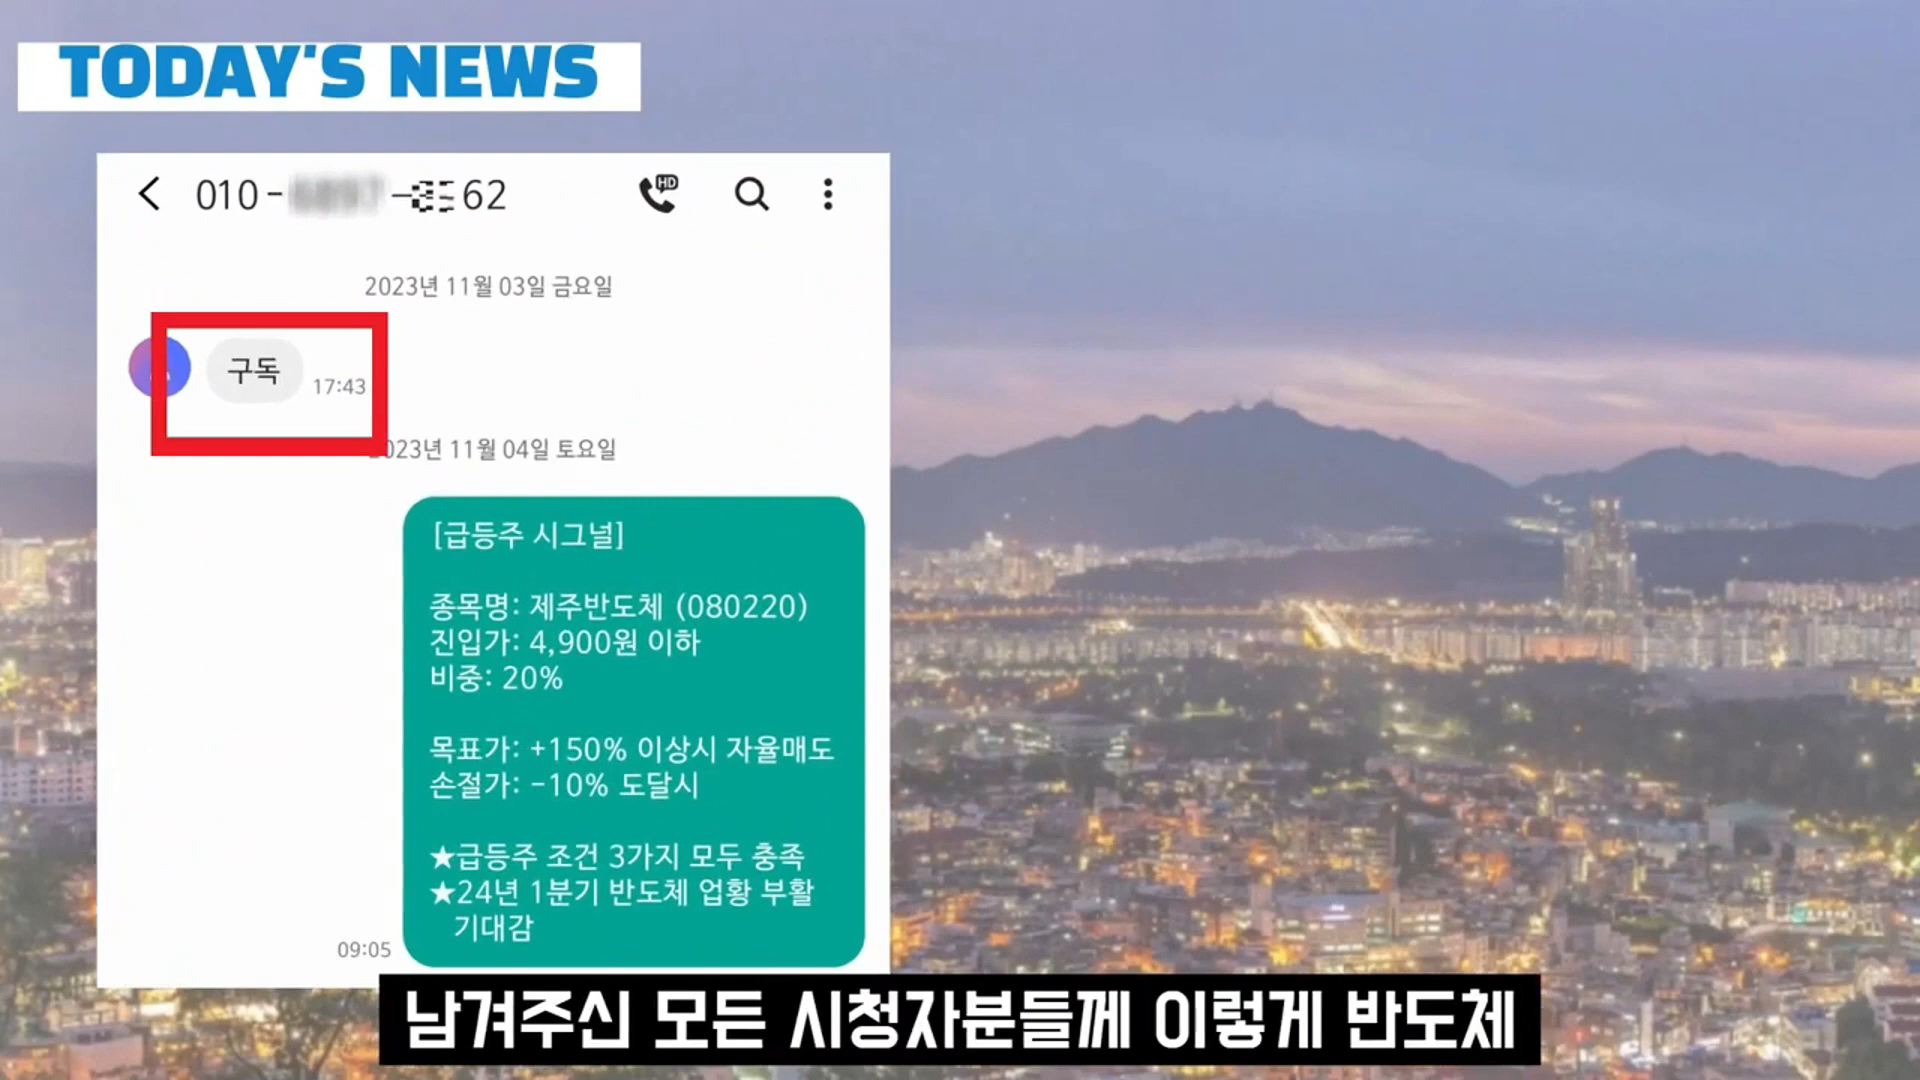 TODAY'S NEWS
010- 62
HD
2023년 11월 03일 금요일
구독
17:43
023년 11월 04일 토요일
[급등주 시그널]
종목명: 제주반도체 (080220)
진입가: 4,900원 이하
비중: 20%
목표가: +150% 이상시 자율매도
손절가: -10% 도달시
★급등주 조건 3가지 모두 충족
★24년 1분기 반도체 업황 부활
기대감
09:05
남겨주신 모든 시청자분들께 이렇게 반도체